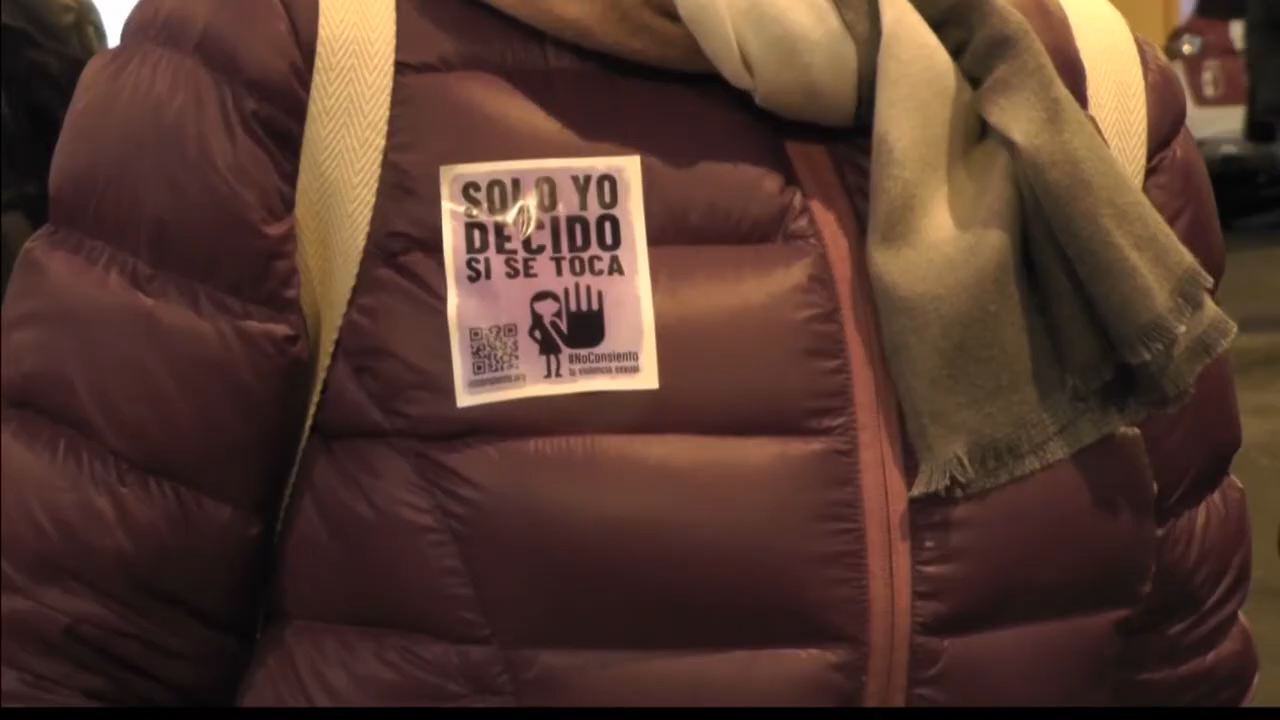 SOLO YO
DECIDO
SI SE TOCA
#NoConsiento
la violencia sexual